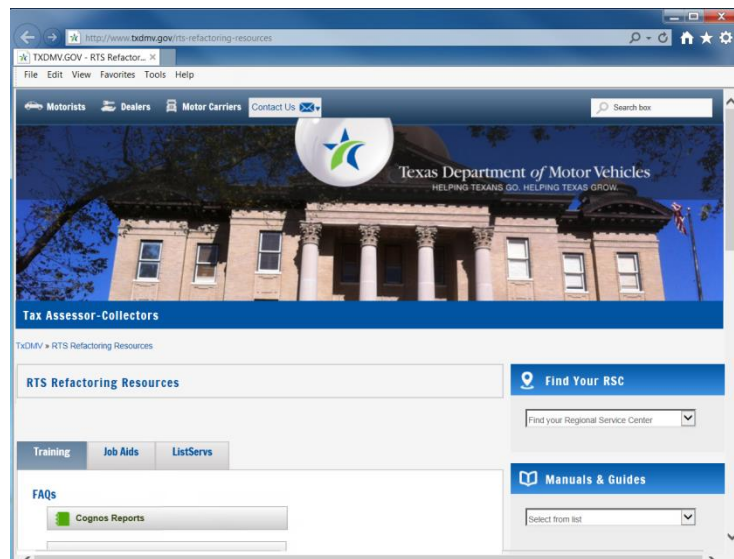 http://www.txdmv.gov/rts-refactoring-resources
TXDMV.GOV - RTS Refactor...
File Edit View Favorites Tools Help
Motorists Dealers Motor Carriers Contact Us Search box
Texas Department of Motor Vehicles
HELPING TEXANS GO. HELPING TEXAS GROW.
Tax Assessor-Collectors
TxDMV » RTS Refactoring Resources
RTS Refactoring Resources
Find Your RSC
Find your Regional Service Center
Training Job Aids ListServs
Manuals & Guides
FAQs
Cognos Reports
Select from list